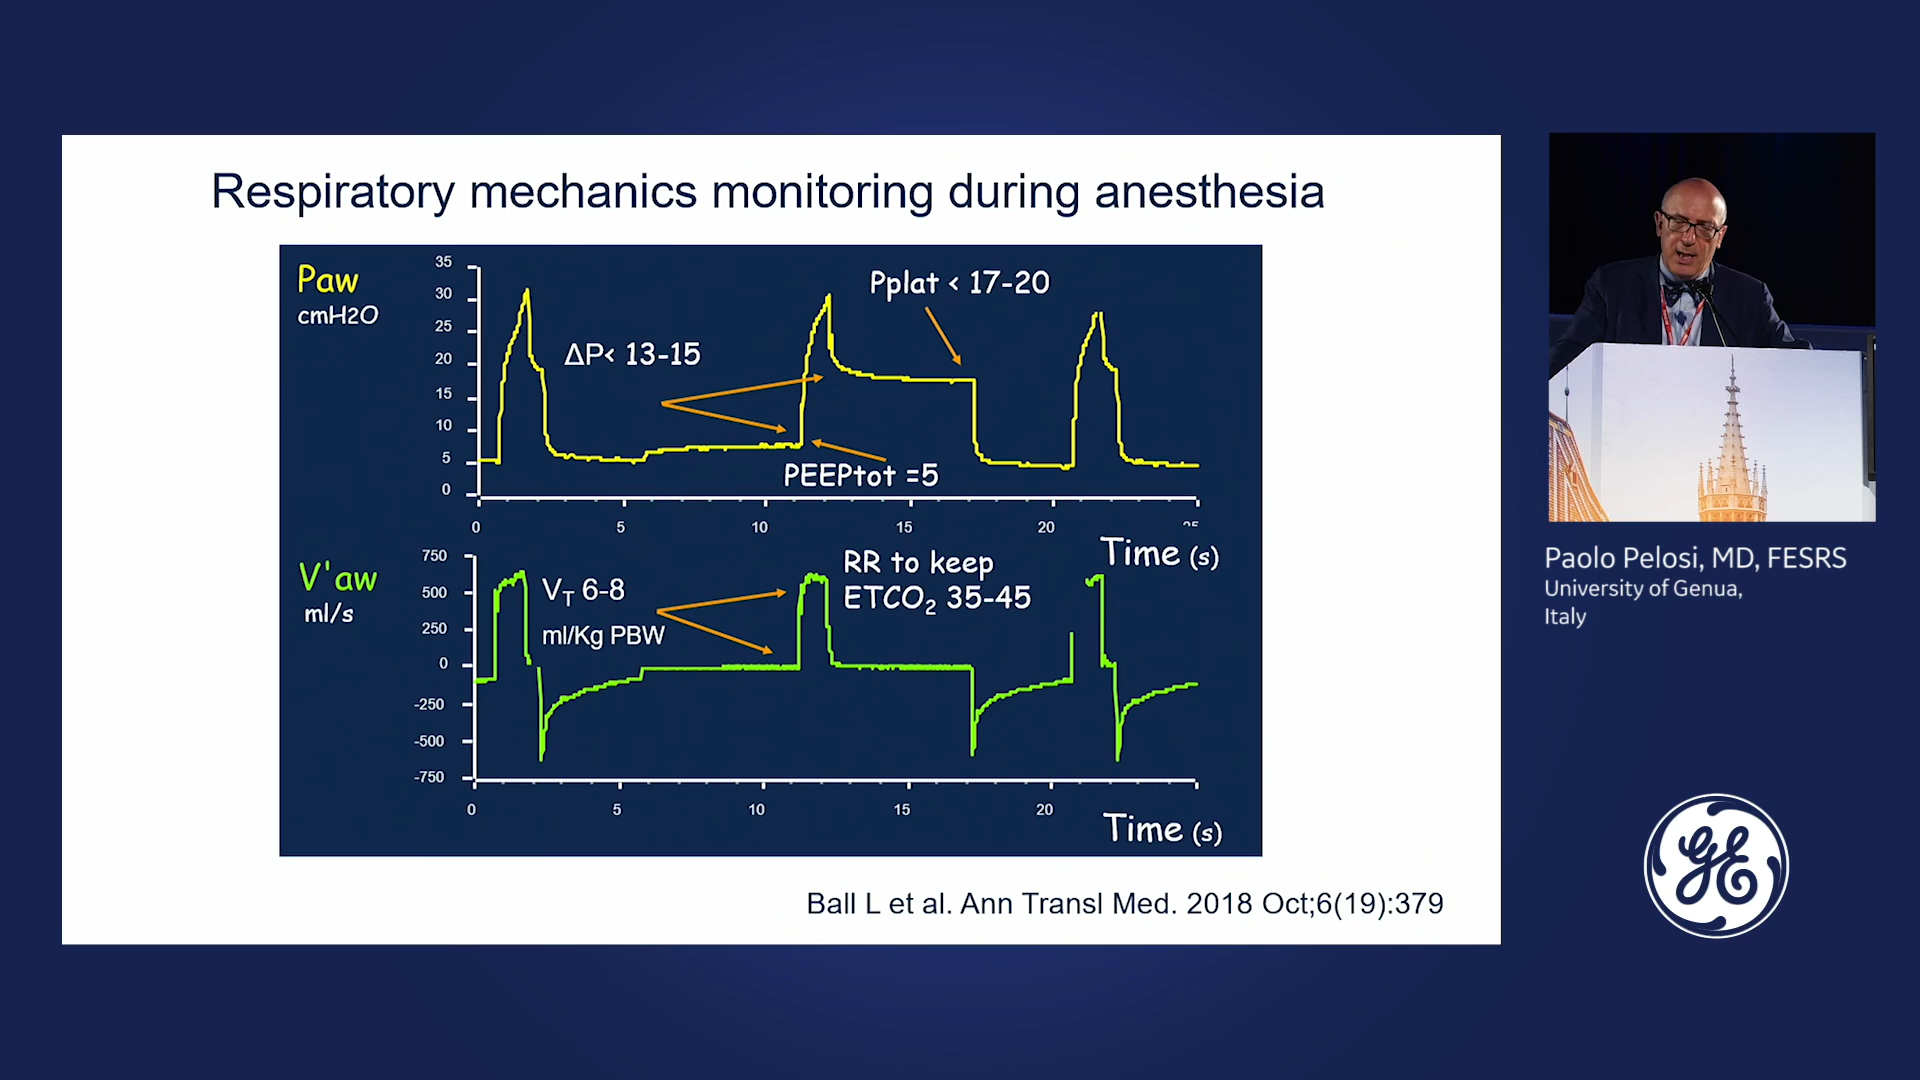 Respiratory mechanics monitoring during anesthesia
Paw
cmH2O
35
30
25
20
15
10
5
0
Pplat < 17-20
ΔP< 13-15
PEEPtot =5
0 5 10 15 20 25
Time (s)
V'aw
ml/s
750
500
250
0
-250
-500
-750
VT 6-8
ml/Kg PBW
RR to keep
ETCO2 35-45
0 5 10 15 20
Time (s)
Ball L et al. Ann Transl Med. 2018 Oct;6(19):379
Paolo Pelosi, MD, FESRS
University of Genua,
Italy
GE